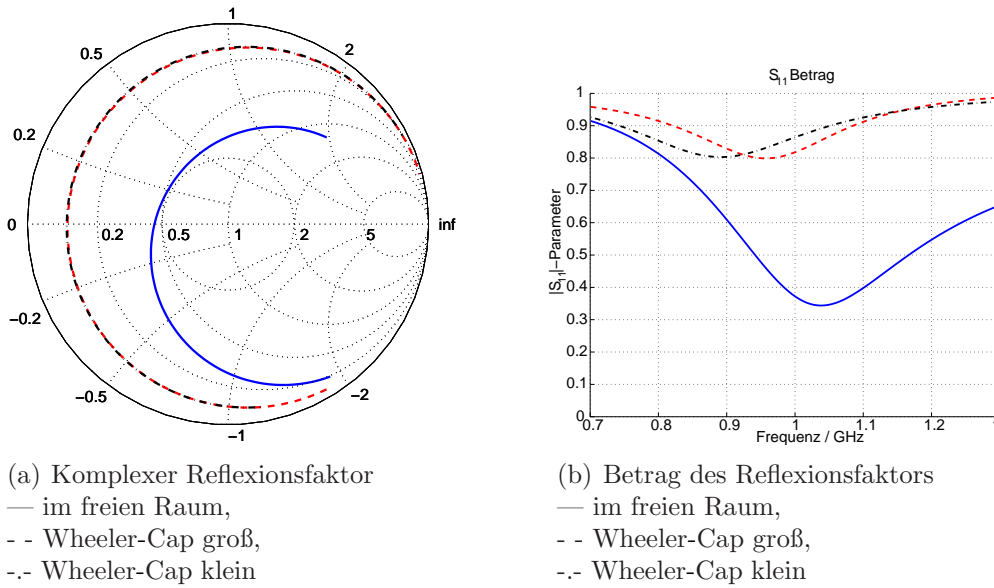 1
0.5
2
0.2
0
0.2
0.5
1
2
5
inf
−0.2
−0.5
−2
−1
S11 Betrag
1
0.9
0.8
0.7
0.6
0.5
0.4
0.3
0.2
0.1
0
|S11|−Parameter
0.7
0.8
0.9
1
1.1
1.2
Frequenz / GHz
(a) Komplexer Reflexionsfaktor
— im freien Raum,
- - Wheeler-Cap groß,
-.- Wheeler-Cap klein
(b) Betrag des Reflexionsfaktors
— im freien Raum,
- - Wheeler-Cap groß,
-.- Wheeler-Cap klein